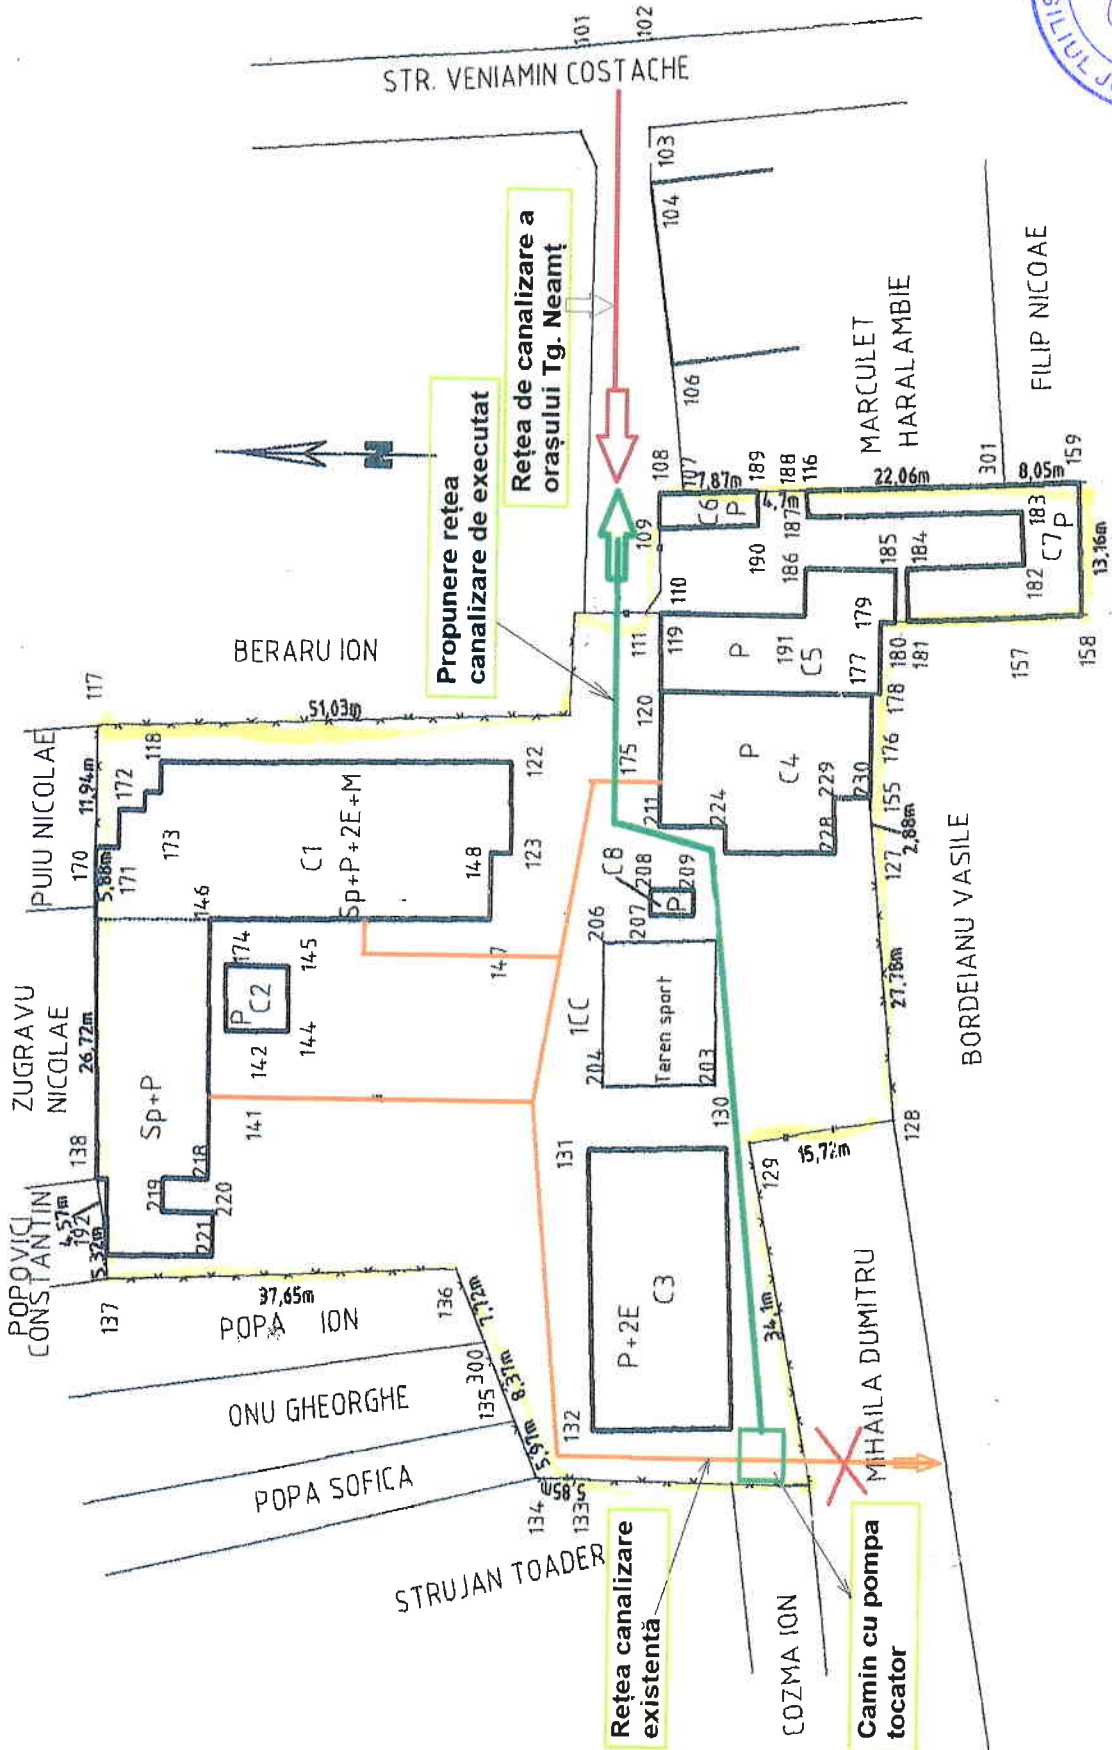 POPOVICI
CONSTANTIN
ZUGRAVU
NICOLAE
PUIU NICOLAE
137
5,32m
192
4,57m
138
26,72m
170
5,88m
171
11,94m
172
117
118
173
219
218
220
221
Sp+P
146
C1
Sp+P+2E+M
174
P
C2
141
142
144
145
147
148
122
123
51,03m
BERARU ION
STR. VENIAMIN COSTACHE
101
102
103
104
106
Rețea de canalizare a
orașului Tg. Neamț
Propunere rețea
canalizare de executat
N
37,65m
POPA ION
136
7,72m
300
8,37m
135
ONU GHEORGHE
5,97m
134
5,85m
133
POPA SOFICA
STRUJAN TOADER
132
131
P+2E
C3
1CC
204
203
206
Teren sport
207
208
209
C8
P
130
129
128
15,72m
34,1m
175
211
120
111
119
110
109
108
107
7,87m
189
188
116
4,7m
187
C6
P
190
186
P
191
C5
177
179
185
184
180
181
178
176
P
C4
224
229
228
230
155
2,88m
127
27,78m
22,06m
301
8,05m
159
183
182
C7
P
13,16m
157
158
MARCULET
HARALAMBIE
FILIP NICOAE
BORDEIANU VASILE
MIHAILA DUMITRU
COZMA ION
Rețea canalizare
existentă
Camin cu pompa
tocator